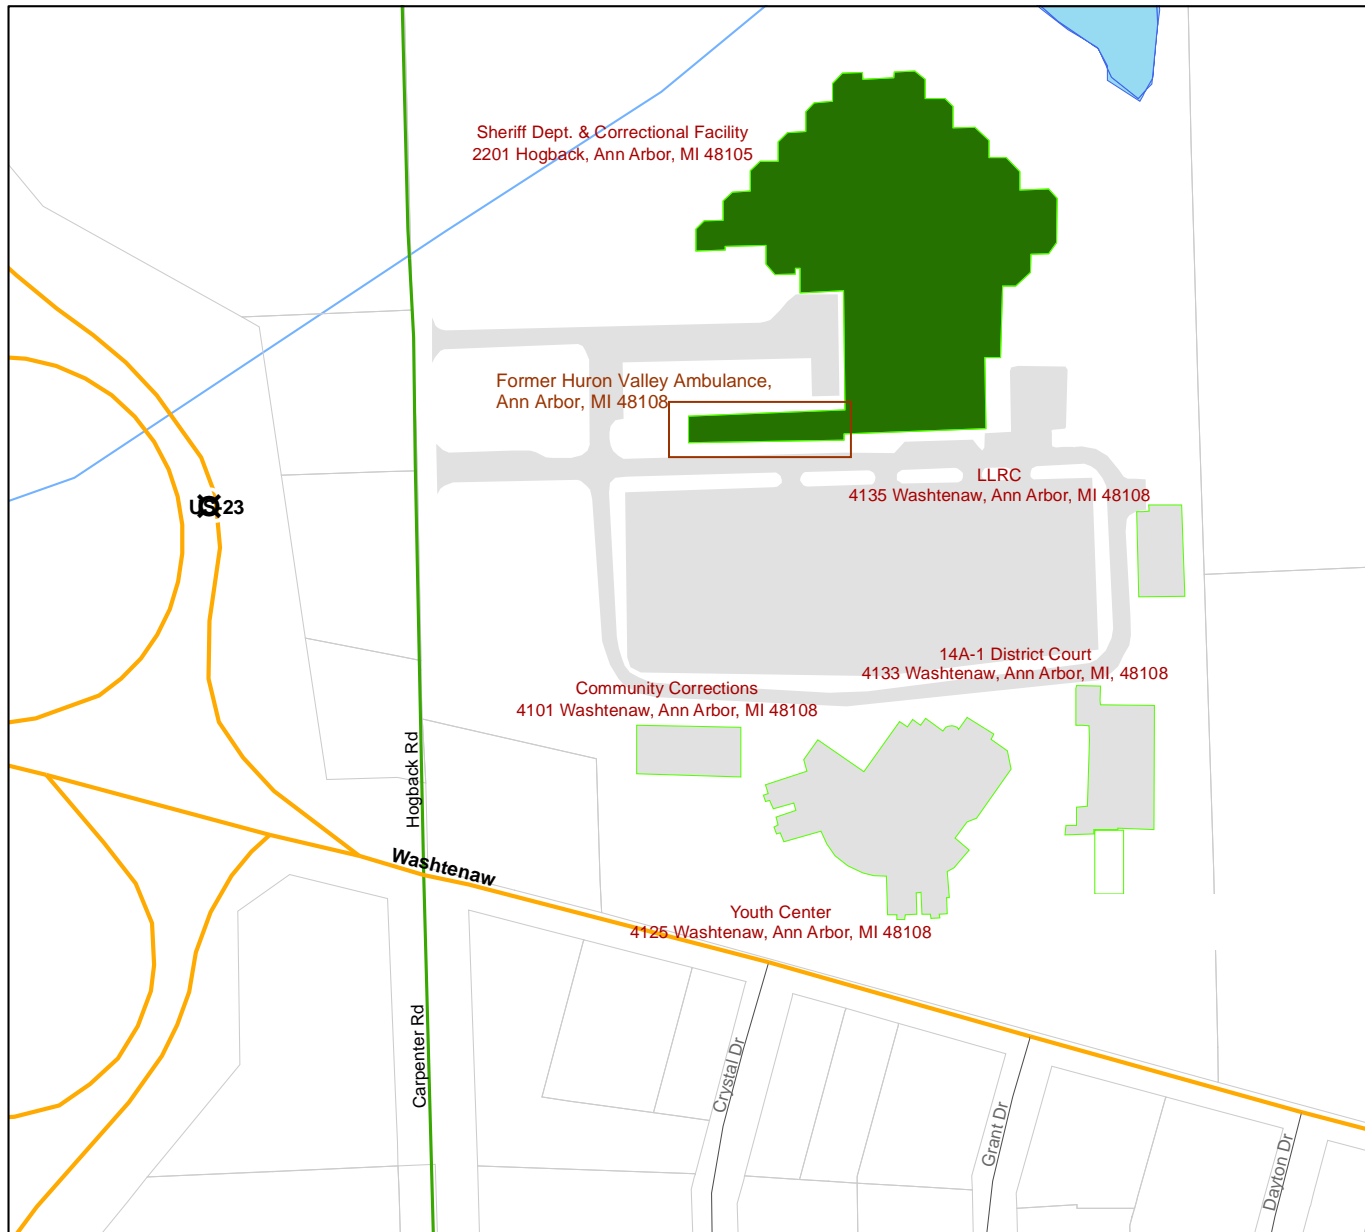 Sheriff Dept. & Correctional Facility
2201 Hogback, Ann Arbor, MI 48105
Former Huron Valley Ambulance,
Ann Arbor, MI 48108
LLRC
4135 Washtenaw, Ann Arbor, MI 48108
US-23
14A-1 District Court
4133 Washtenaw, Ann Arbor, MI, 48108
Community Corrections
4101 Washtenaw, Ann Arbor, MI 48108
Hogback Rd
Washtenaw
Youth Center
4125 Washtenaw, Ann Arbor, MI 48108
Carpenter Rd
Crystal Dr
Grant Dr
Dayton Dr